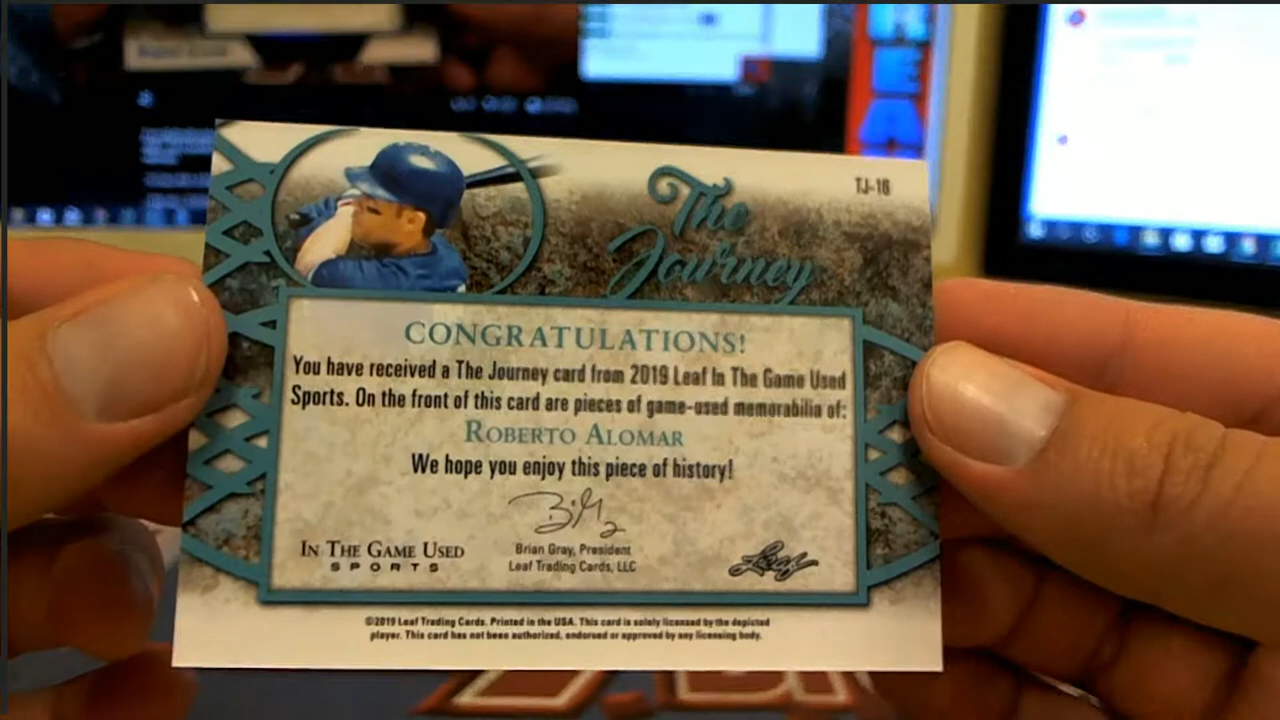 TJ-16
The
Journey
CONGRATULATIONS!
You have received a The Journey card from 2019 Leaf In The Game Used
Sports. On the front of this card are pieces of game-used memorabilia of:
ROBERTO ALOMAR
We hope you enjoy this piece of history!
Brian Gray, President
Leaf Trading Cards, LLC
IN THE GAME USED
SPORTS
Leaf
©2019 Leaf Trading Cards. Printed in the USA. This card is solely licensed by the depicted
player. This card has not been authorized, endorsed or approved by any licensing body.